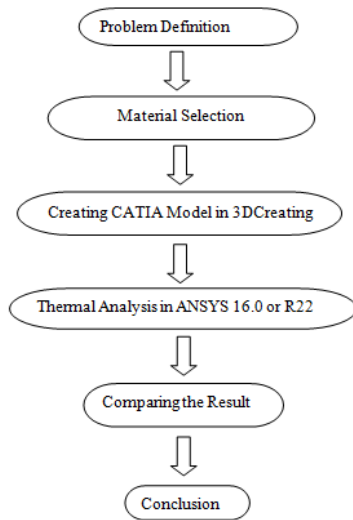 Problem Definition
Material Selection
Creating CATIA Model in 3DCreating
Thermal Analysis in ANSYS 16.0 or R22
Comparing the Result
Conclusion